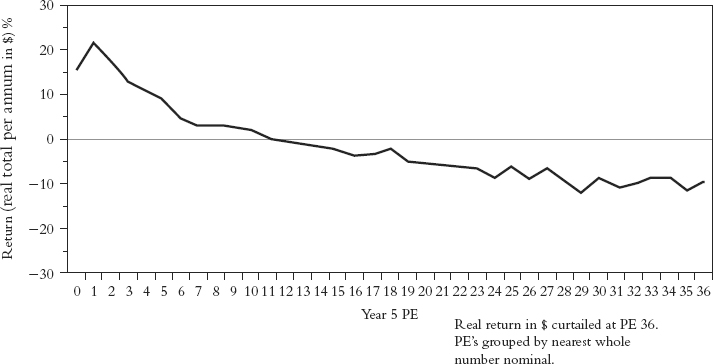 Return (real total per annum in $) %
30
20
10
0
−10
−20
−30
0 1 2 3 4 5 6 7 8 9 10 11 12 13 14 15 16 17 18 19 20 21 22 23 24 25 26 27 28 29 30 31 32 33 34 35 36
Year 5 PE
Real return in $ curtailed at PE 36.
PE's grouped by nearest whole
number nominal.